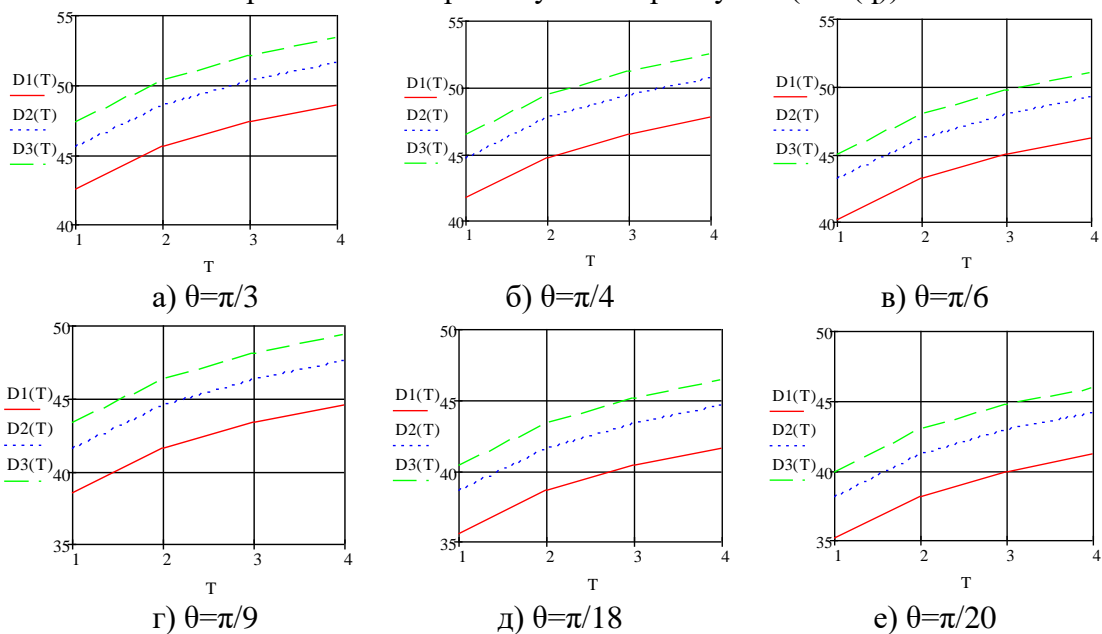 55 55 55
D1(T) 50 D1(T) 50 D1(T) 50
D2(T) D2(T) D2(T)
D3(T) 45 D3(T) 45 D3(T) 45
40 40 40
1 2 3 4 1 2 3 4 1 2 3 4
T T T
а) θ=π/3 б) θ=π/4 в) θ=π/6
50 50 50
D1(T) 45 D1(T) 45 D1(T) 45
D2(T) D2(T) D2(T)
D3(T) 40 D3(T) 40 D3(T) 40
35 35 35
1 2 3 4 1 2 3 4 1 2 3 4
T T T
г) θ=π/9 д) θ=π/18 е) θ=π/20